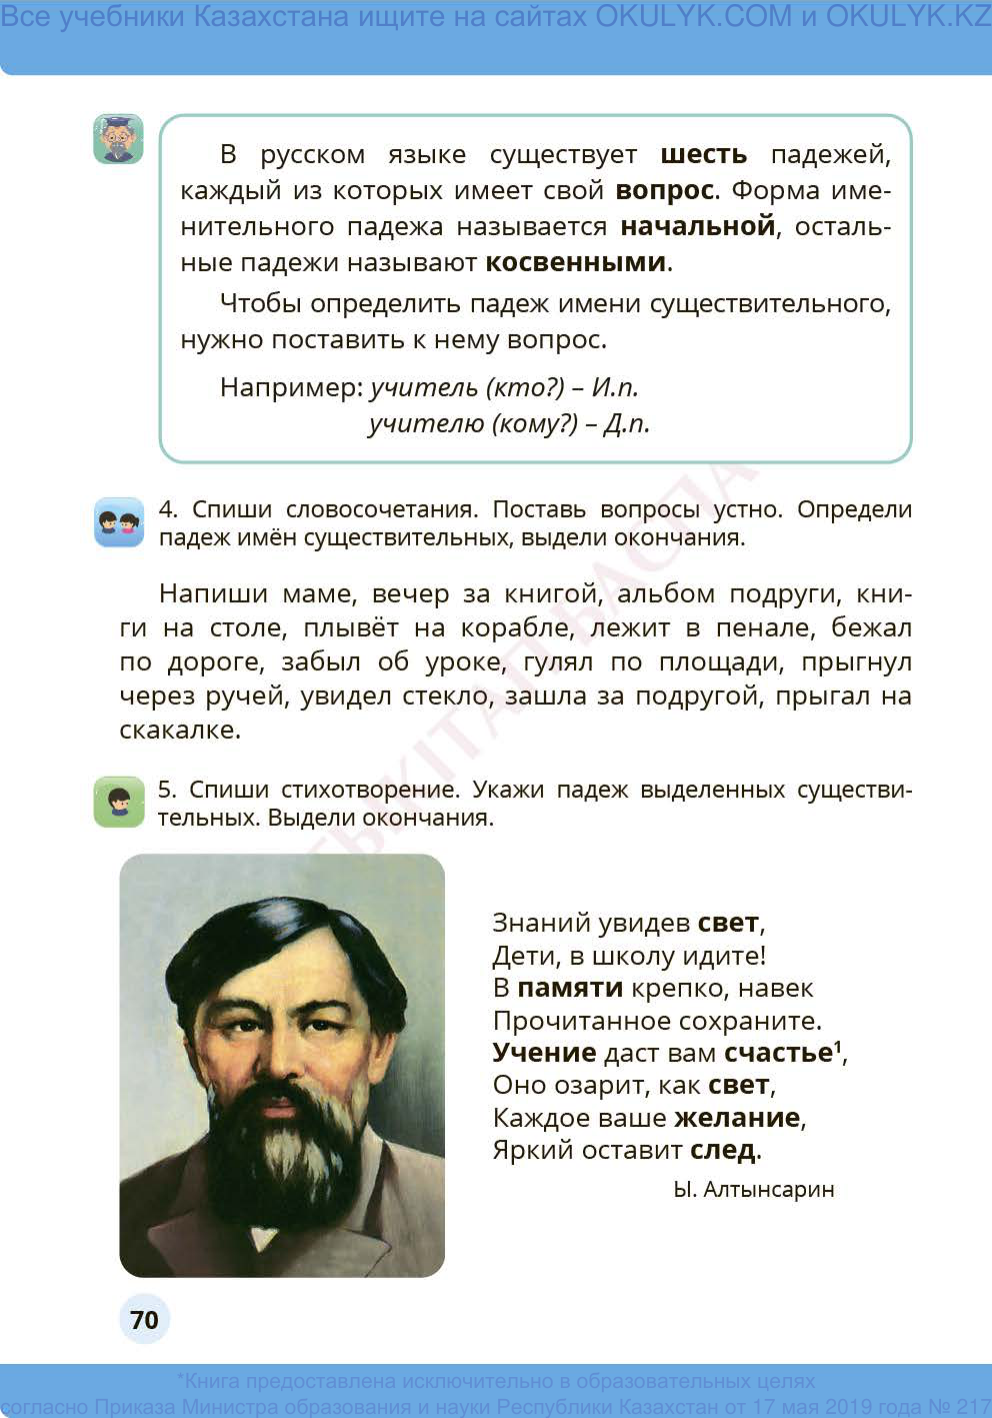 Все учебники Казахстана ищите на сайтах OKULYK.COM и OKULYK.KZ
В русском языке существует шесть падежей,
каждый из которых имеет свой вопрос. Форма име-
нительного падежа называется начальной, осталь-
ные падежи называют косвенными.
Чтобы определить падеж имени существительного,
нужно поставить к нему вопрос.
Например: учитель (кто?) – И.п.
учителю (кому?) – Д.п.
4. Спиши словосочетания. Поставь вопросы устно. Определи
падеж имён существительных, выдели окончания.
Напиши маме, вечер за книгой, альбом подруги, кни-
ги на столе, плывёт на корабле, лежит в пенале, бежал
по дороге, забыл об уроке, гулял по площади, прыгнул
через ручей, увидел стекло, зашла за подругой, прыгал на
скакалке.
5. Спиши стихотворение. Укажи падеж выделенных существи-
тельных. Выдели окончания.
Знаний увидев свет,
Дети, в школу идите!
В памяти крепко, навек
Прочитанное сохраните.
Учение даст вам счастье¹,
Оно озарит, как свет,
Каждое ваше желание,
Яркий оставит след.
Ы. Алтынсарин
70
*Книга предоставлена исключительно в образовательных целях
согласно Приказа Министра образования и науки Республики Казахстан от 17 мая 2019 года № 217